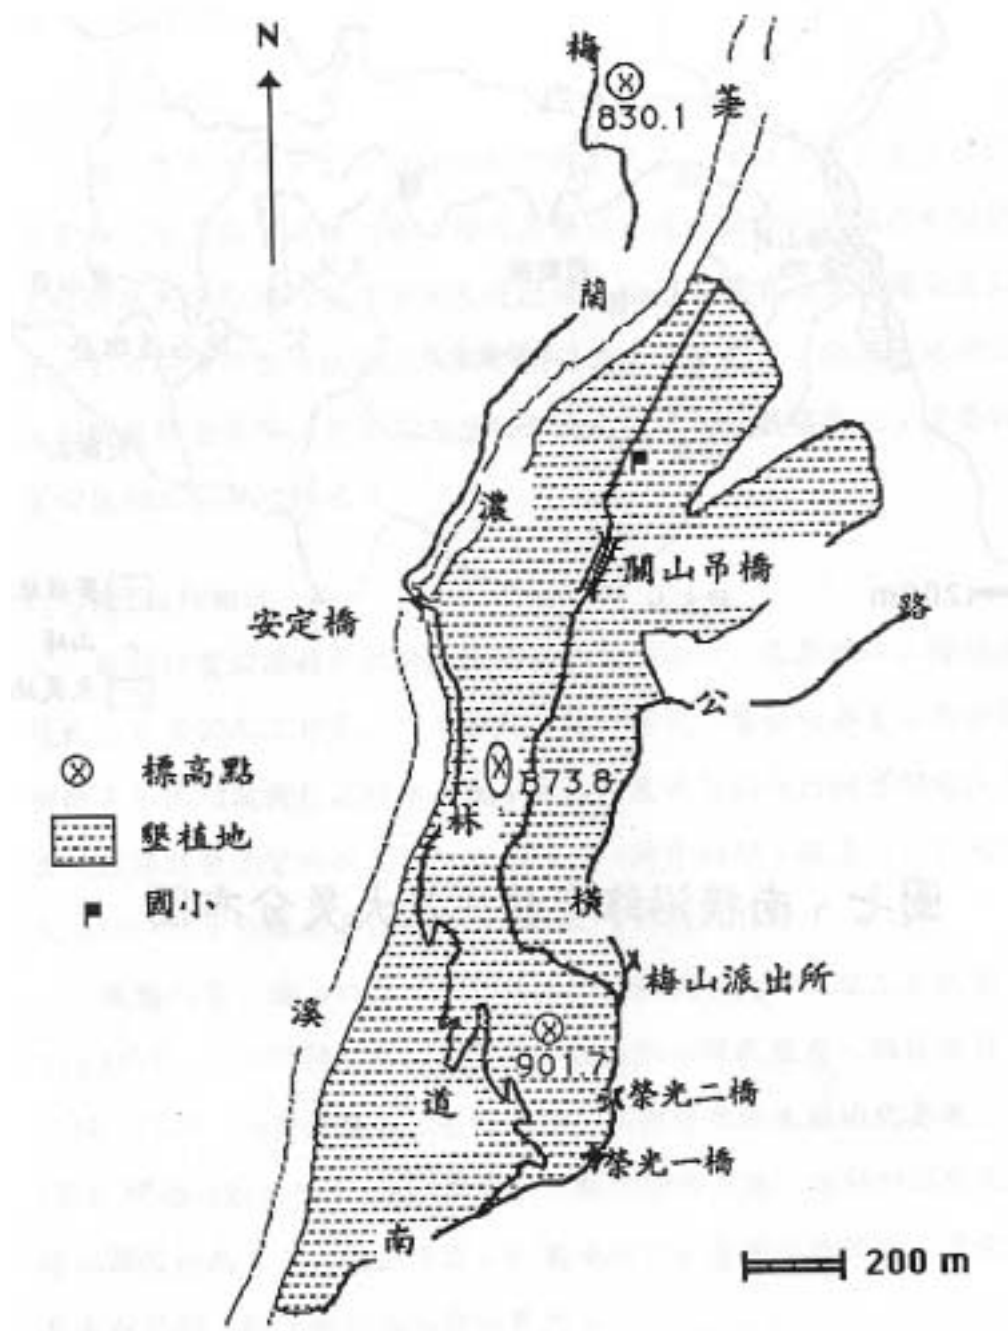 N
梅
830.1
荖
蘭
濃
關山吊橋
安定橋
路
公
標高點
873.8
墾植地
林
國小
橫
梅山派出所
溪
901.7
道
榮光二橋
榮光一橋
南
200 m